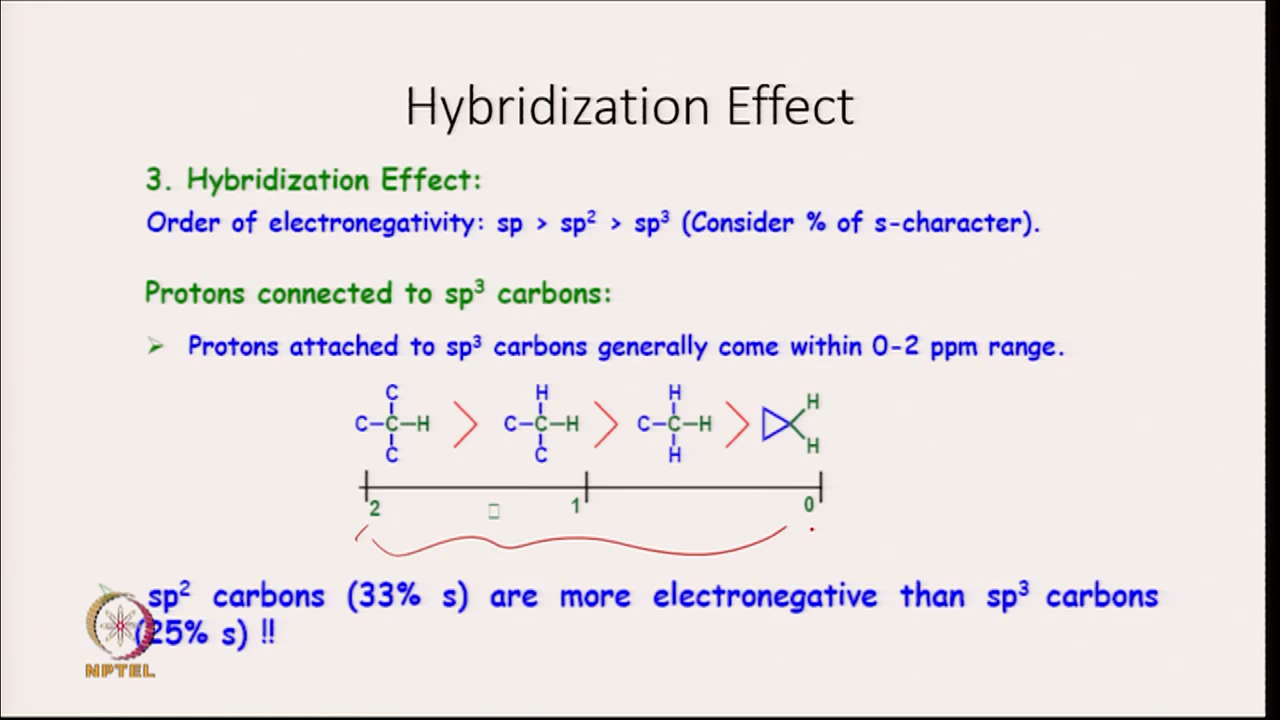 Hybridization Effect
3. Hybridization Effect:
Order of electronegativity: sp > sp² > sp³ (Consider % of s-character).
Protons connected to sp³ carbons:
➢ Protons attached to sp³ carbons generally come within 0-2 ppm range.
C H H
C–C–H > C–C–H > C–C–H > H
C C H H
2 1 0
sp² carbons (33% s) are more electronegative than sp³ carbons
(25% s) !!
NPTEL